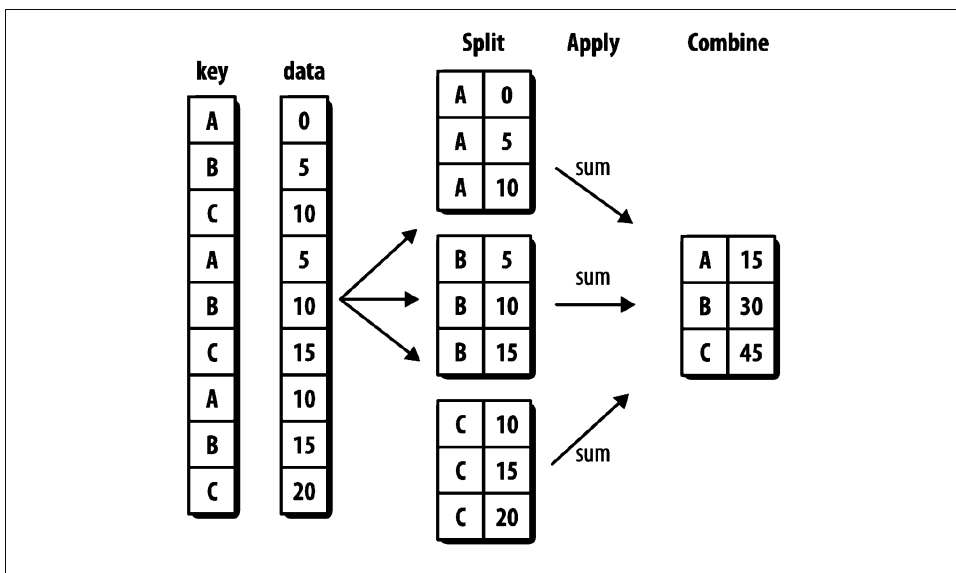 Split Apply Combine
key data
A 0
B 5
C 10
A 5
B 10
C 15
A 10
B 15
C 20
A 0
A 5
A 10
B 5
B 10
B 15
C 10
C 15
C 20
sum
sum
sum
A 15
B 30
C 45